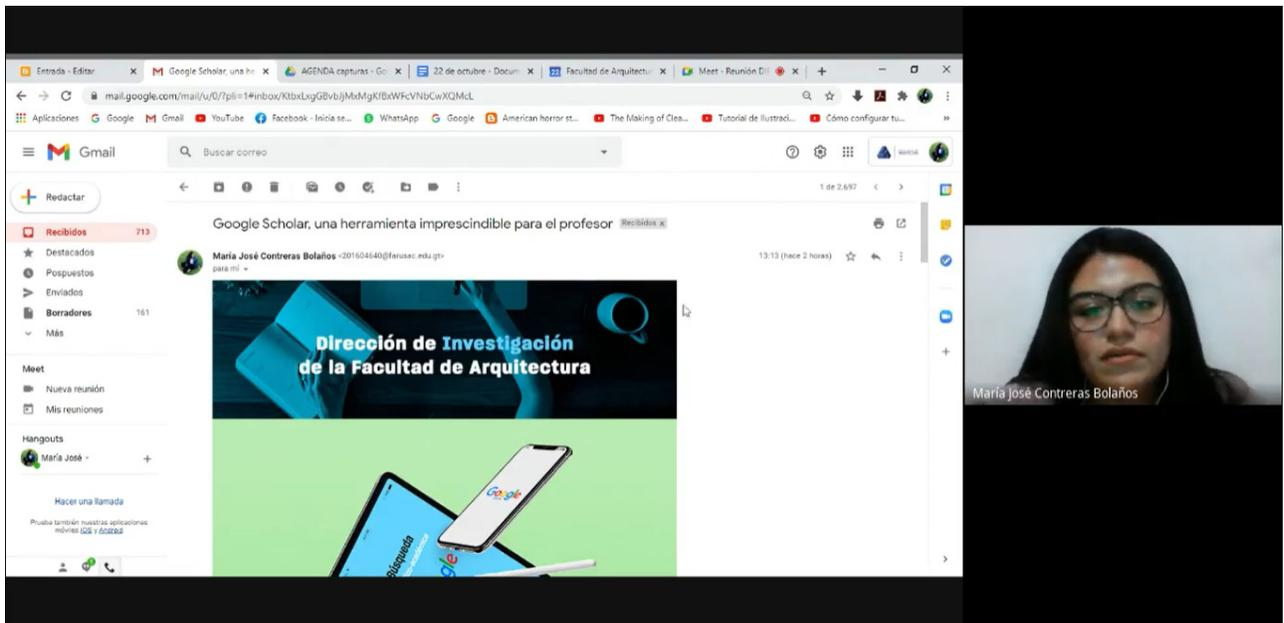 Entrada - Editar
Google Scholar, una he
AGENDA capturas - Go
22 de octubre - Docum
Facultad de Arquitectur
Meet - Reunión DI
mail.google.com/mail/u/0/?pli=1#inbox/KtbxLxgGBvbJjMxMgKfBxWFcVNbCwXQMcL
Aplicaciones
Google
Gmail
YouTube
Facebook - Inicia se...
WhatsApp
Google
American horror st...
The Making of Clea...
Tutorial de Ilustraci...
Cómo configurar tu...
Gmail
Buscar correo
Redactar
1 de 2.697
Google Scholar, una herramienta imprescindible para el profesor
Recibidos x
Recibidos 713
Destacados
Pospuestos
Enviados
Borradores 161
Más
María José Contreras Bolaños <201604640@farusac.edu.gt>
para mí
13:13 (hace 2 horas)
Dirección de Investigación
de la Facultad de Arquitectura
Google
Búsqueda
gle
Meet
Nueva reunión
Mis reuniones
Hangouts
María José
Hacer una llamada
Prueba también nuestras aplicaciones
móviles iOS y Android
María José Contreras Bolaños